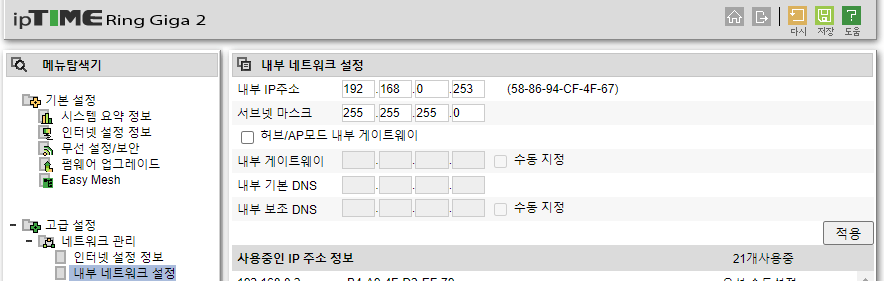 ipTIME Ring Giga 2
다시 저장 도움
메뉴탐색기
기본 설정
시스템 요약 정보
인터넷 설정 정보
무선 설정/보안
펌웨어 업그레이드
Easy Mesh
고급 설정
네트워크 관리
인터넷 설정 정보
내부 네트워크 설정
내부 네트워크 설정
내부 IP주소 192.168.0.253 (58-86-94-CF-4F-67)
서브넷 마스크 255.255.255.0
허브/AP모드 내부 게이트웨이
내부 게이트웨이 . . . 수동 지정
내부 기본 DNS . . .
내부 보조 DNS . . . 수동 지정
적용
사용중인 IP 주소 정보 21개사용중